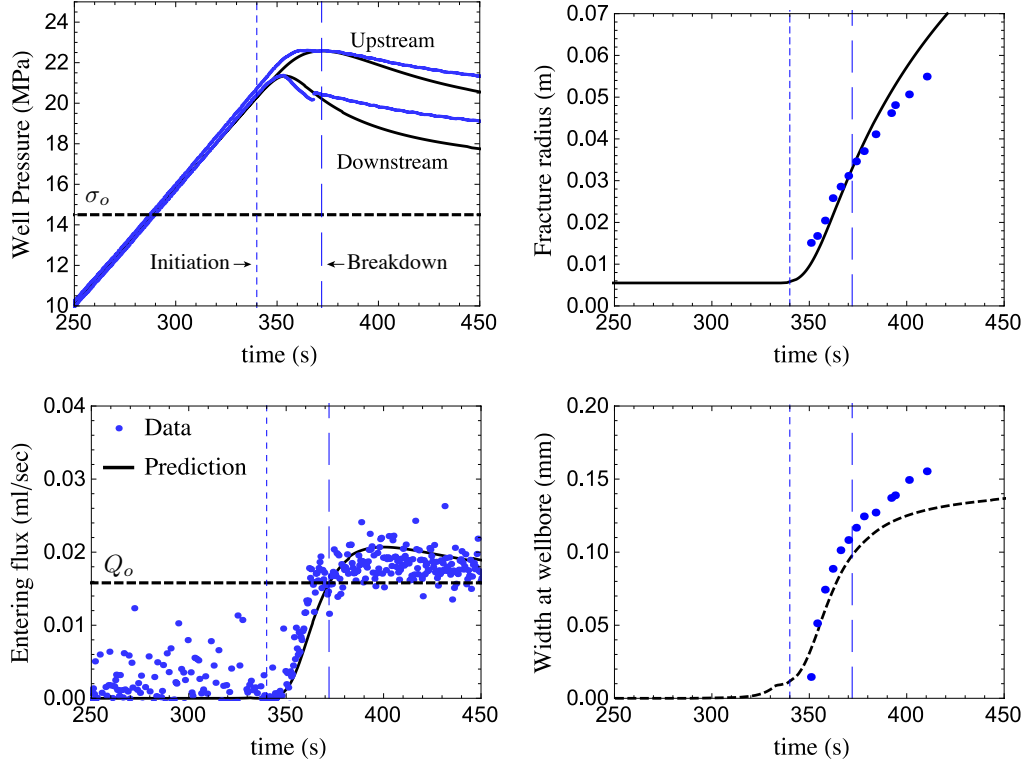 24
22
20
18
16
14
12
10
Well Pressure (MPa)
Upstream
Downstream
σo
Initiation →
← Breakdown
250 300 350 400 450
time (s)
0.07
0.06
0.05
0.04
0.03
0.02
0.01
0.00
Fracture radius (m)
250 300 350 400 450
time (s)
0.04
0.03
0.02
0.01
0.00
Entering flux (ml/sec)
Data
Prediction
Qo
250 300 350 400 450
time (s)
0.20
0.15
0.10
0.05
0.00
Width at wellbore (mm)
250 300 350 400 450
time (s)